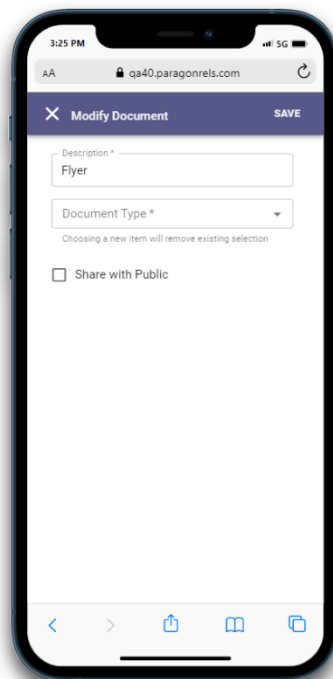 3:25 PM 5G
AA qa40.paragonrels.com
Modify Document SAVE
Description *
Flyer
Document Type *
Choosing a new item will remove existing selection
Share with Public